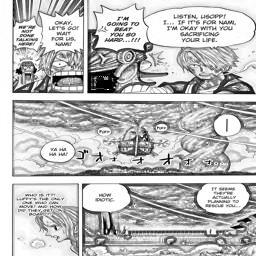 LISTEN, USOPP!
I... IF IT'S FOR NAMI,
I'M OKAY WITH YOU
SACRIFICING
YOUR LIFE.
I'M
GOING TO
BEAT
YOU SO
HARD...!!!
OKAY,
LET'S GO!
WAIT
FOR US,
NAMI!
WE'RE
NOT
DONE
TALKING
HERE!
YA HA
HA HA!
IT SEEMS
THEY'RE
ACTUALLY
PLANNING TO
RESCUE YOU...
HOW
IDIOTIC.
WHO IS IT?!
LUFFY'S THE ONLY
ONE WHO CAN
MOVE! AND HOW
DID THEY GET